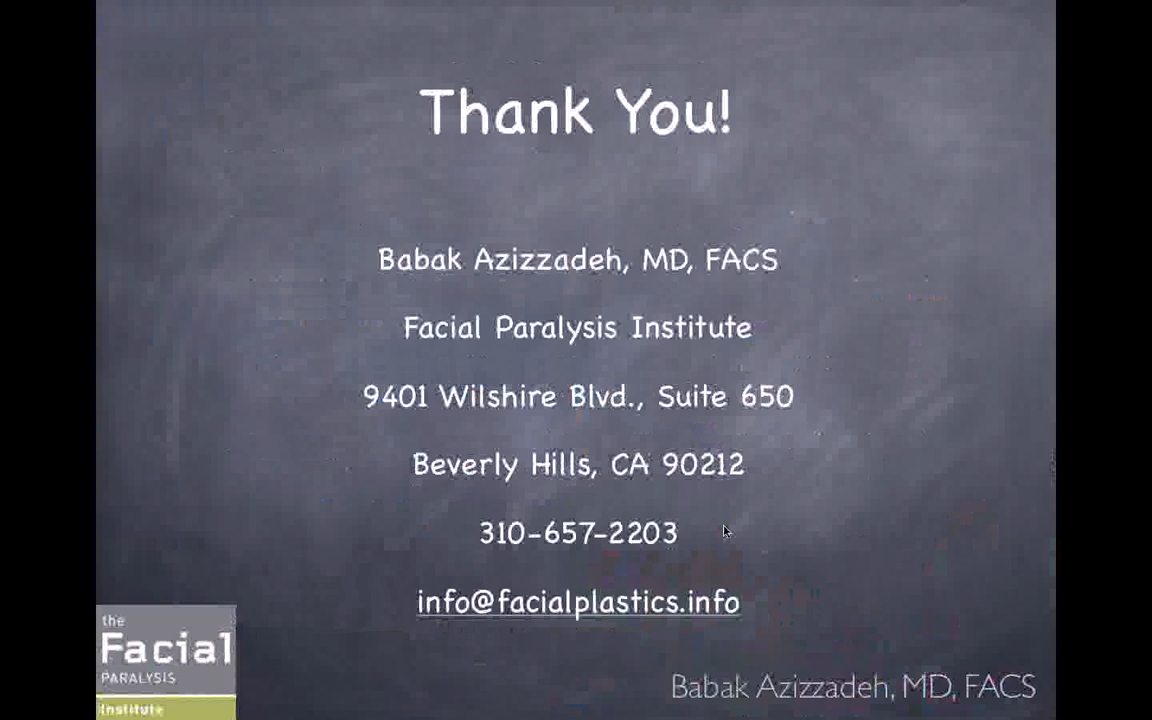 Thank You!
Babak Azizzadeh, MD, FACS
Facial Paralysis Institute
9401 Wilshire Blvd., Suite 650
Beverly Hills, CA 90212
310-657-2203
info@facialplastics.info
the
Facial
PARALYSIS
Institute
Babak Azizzadeh, MD, FACS